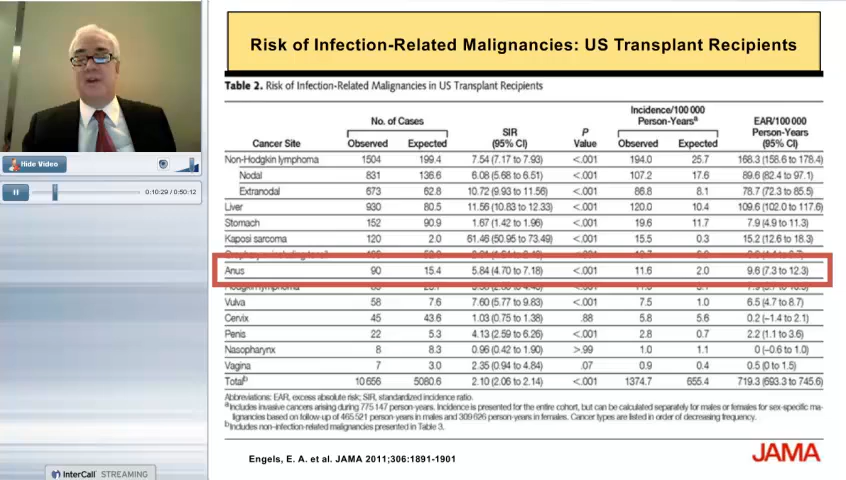 Risk of Infection-Related Malignancies: US Transplant Recipients
Table 2. Risk of Infection-Related Malignancies in US Transplant Recipients
No. of Cases
Incidence/100 000 Person-Yearsᵃ
Cancer Site Observed Expected SIR (95% CI) P Value Observed Expected EAR/100 000 Person-Years (95% CI)
Non-Hodgkin lymphoma 1504 199.4 7.54 (7.17 to 7.93) <.001 194.0 25.7 168.3 (158.6 to 178.4)
Nodal 831 136.6 6.08 (5.68 to 6.51) <.001 107.2 17.6 89.6 (82.4 to 97.1)
Extranodal 673 62.8 10.72 (9.93 to 11.56) <.001 86.8 8.1 78.7 (72.3 to 85.5)
Liver 930 80.5 11.56 (10.83 to 12.33) <.001 120.0 10.4 109.6 (102.0 to 117.6)
Stomach 152 90.9 1.67 (1.42 to 1.96) <.001 19.6 11.7 7.9 (4.9 to 11.3)
Kaposi sarcoma 120 2.0 61.46 (50.95 to 73.49) <.001 15.5 0.3 15.2 (12.6 to 18.3)
Anus 90 15.4 5.84 (4.70 to 7.18) <.001 11.6 2.0 9.6 (7.3 to 12.3)
Hodgkin lymphoma
Vulva 58 7.6 7.60 (5.77 to 9.83) <.001 7.5 1.0 6.5 (4.7 to 8.7)
Cervix 45 43.6 1.03 (0.75 to 1.38) .88 5.8 5.6 0.2 (−1.4 to 2.1)
Penis 22 5.3 4.13 (2.59 to 6.26) <.001 2.8 0.7 2.2 (1.1 to 3.6)
Nasopharynx 8 8.3 0.96 (0.42 to 1.90) >.99 1.0 1.1 0 (−0.6 to 1.0)
Vagina 7 3.0 2.35 (0.94 to 4.84) .07 0.9 0.4 0.5 (0 to 1.5)
Totalᵇ 10 656 5080.6 2.10 (2.06 to 2.14) <.001 1374.7 655.4 719.3 (693.3 to 745.6)
Abbreviations: EAR, excess absolute risk; SIR, standardized incidence ratio.
ᵃIncludes invasive cancers arising during 775 147 person-years. Incidence is presented for the entire cohort, but can be calculated separately for males or females for sex-specific ma-
lignancies based on follow-up of 465 521 person-years in males and 309 626 person-years in females. Cancer types are listed in order of decreasing frequency.
ᵇIncludes non-infection-related malignancies presented in Table 3.
Engels, E. A. et al. JAMA 2011;306:1891-1901
JAMA
Hide Video
0:10:29 / 0:50:12
InterCall STREAMING